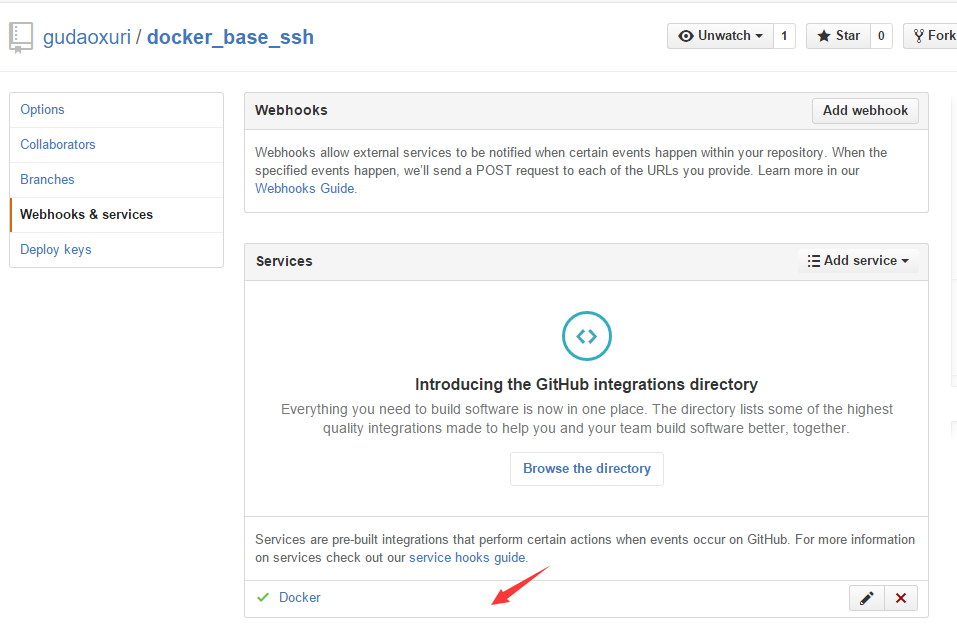 gudaoxuri / docker_base_ssh
Unwatch 1 Star 0 Fork
Options
Collaborators
Branches
Webhooks & services
Deploy keys
Webhooks Add webhook
Webhooks allow external services to be notified when certain events happen within your repository. When the
specified events happen, we'll send a POST request to each of the URLs you provide. Learn more in our
Webhooks Guide.
Services Add service
Introducing the GitHub integrations directory
Everything you need to build software is now in one place. The directory lists some of the highest
quality integrations made to help you and your team build software better, together.
Browse the directory
Services are pre-built integrations that perform certain actions when events occur on GitHub. For more information
on services check out our service hooks guide.
Docker